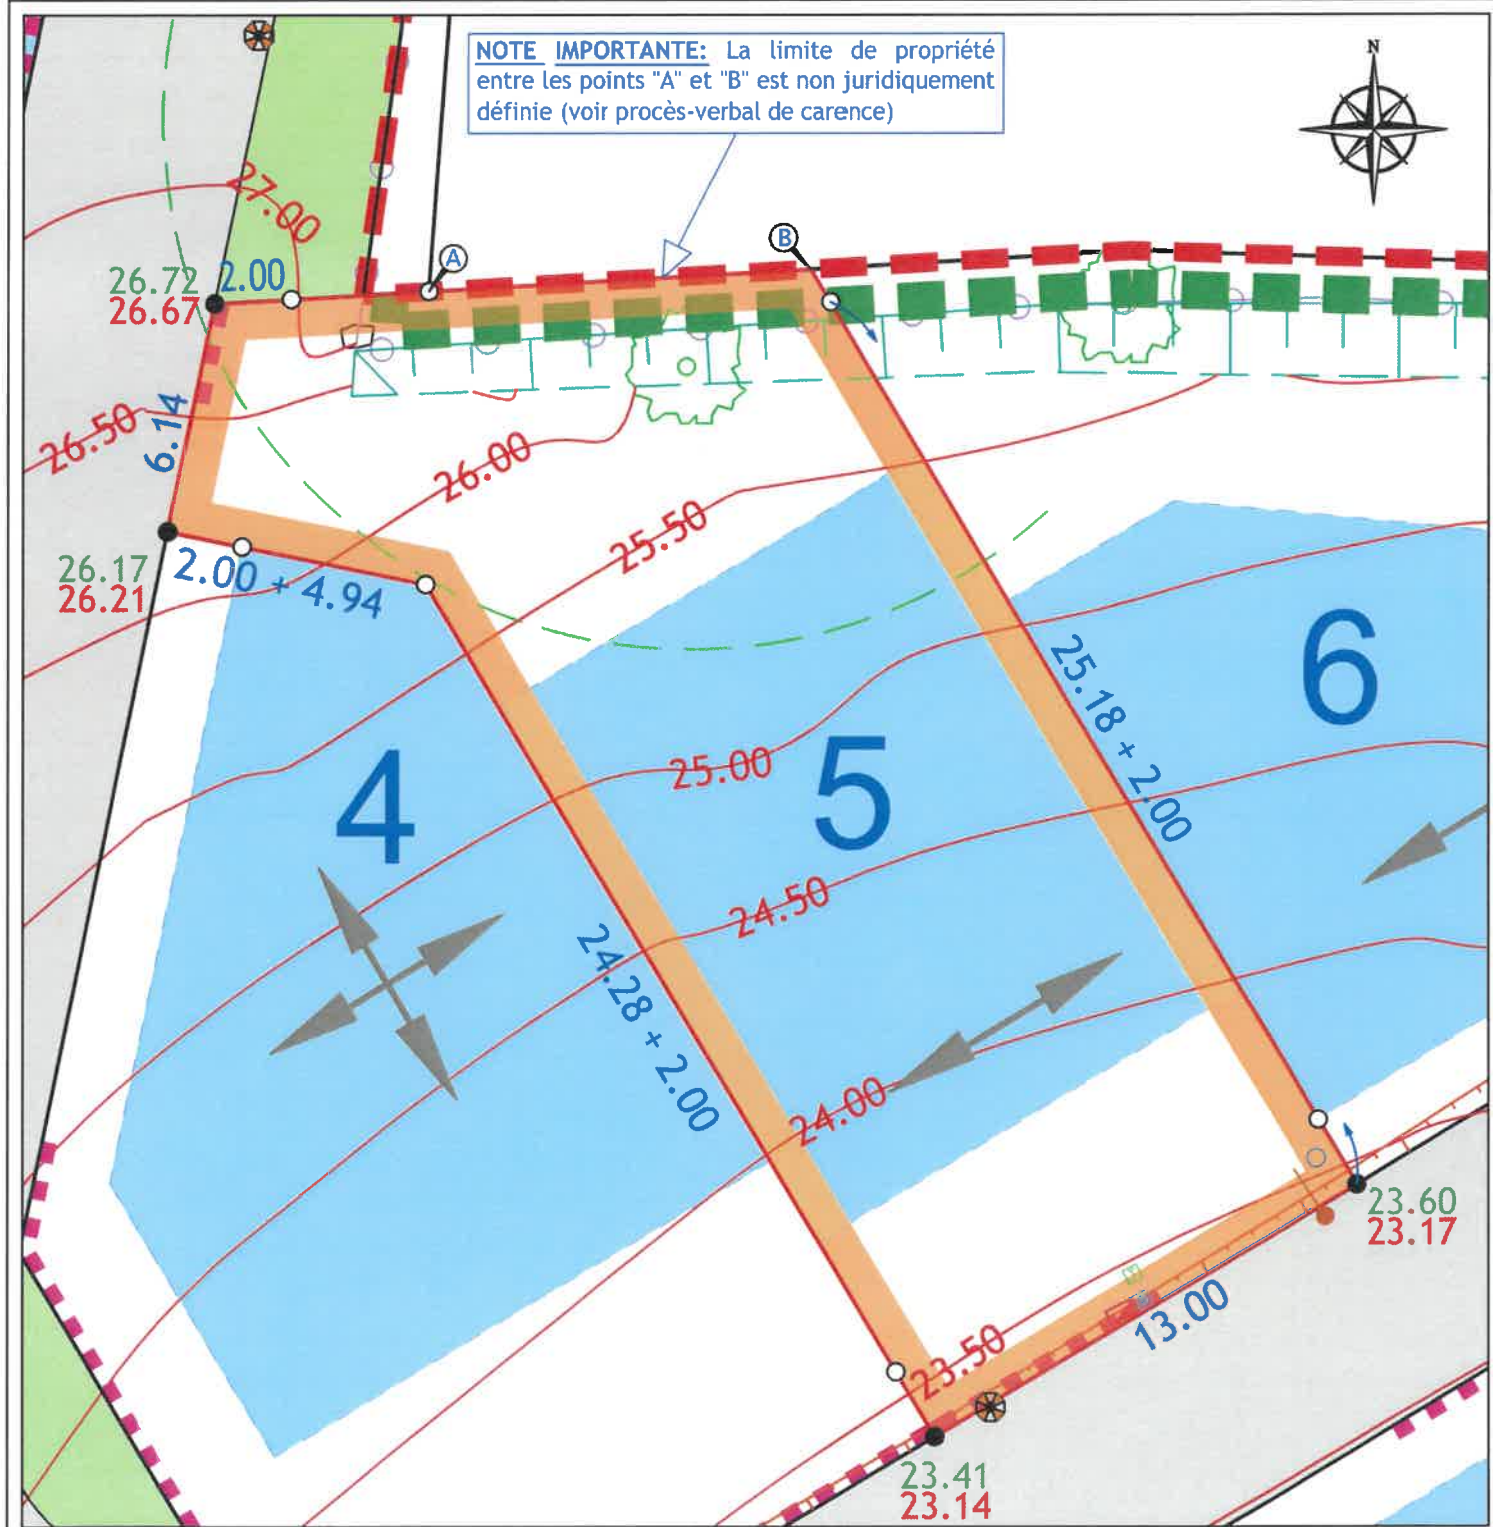 NOTE IMPORTANTE: La limite de propriété
entre les points "A" et "B" est non juridiquement
définie (voir procès-verbal de carence)
N
27.00
B
A
26.72
2.00
26.67
6.14
26.50
26.00
25.50
26.17
2.00 + 4.94
26.21
6
25.18 + 2.00
5
25.00
4
24.50
24.28 + 2.00
24.00
23.60
23.17
13.00
23.50
23.41
23.14